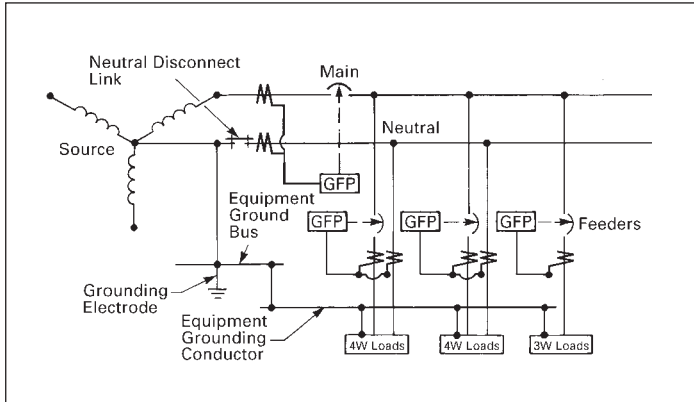 Neutral Disconnect
Link
Main
Source
Neutral
GFP
Equipment
Ground
Bus
GFP
GFP
GFP
Feeders
Grounding
Electrode
Equipment
Grounding
Conductor
4W Loads
4W Loads
3W Loads